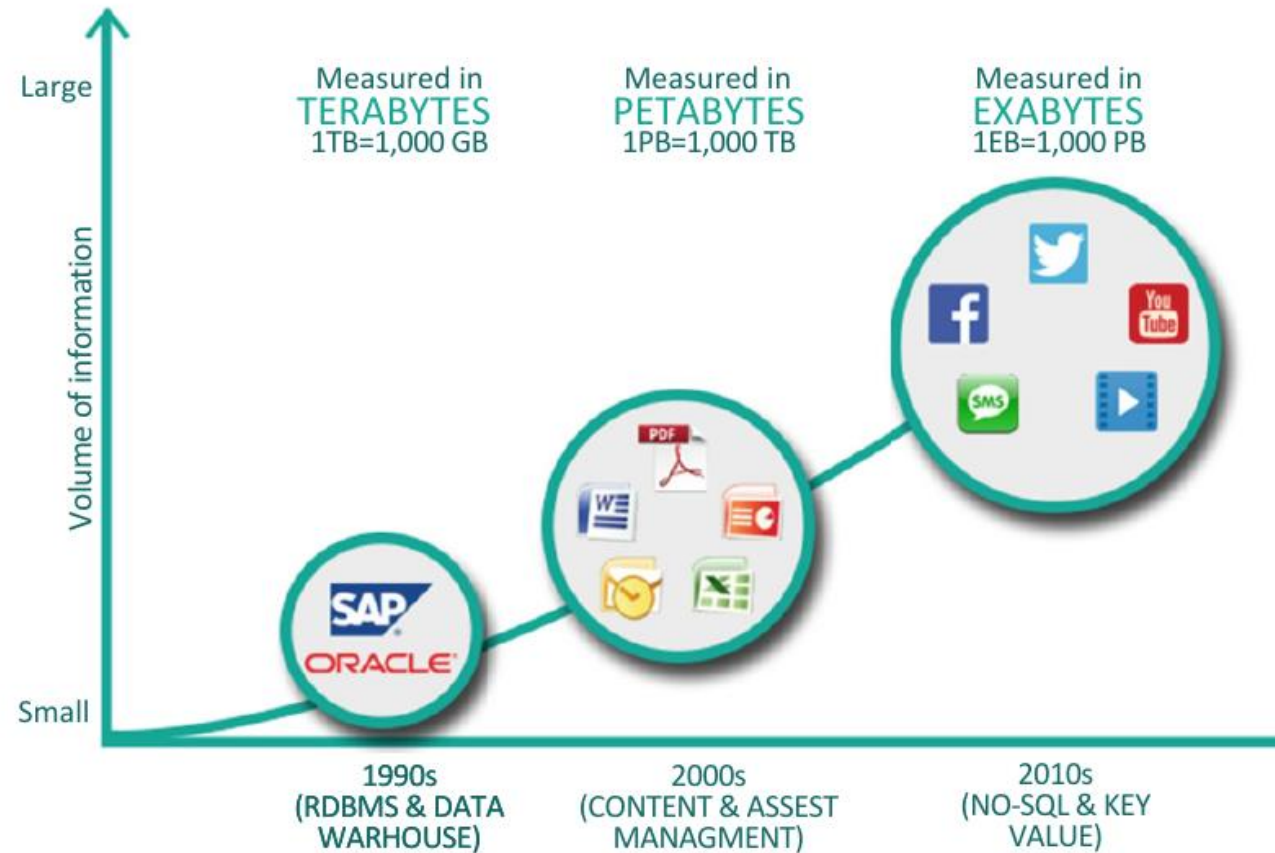 Large
Measured in
TERABYTES
1TB=1,000 GB
Measured in
PETABYTES
1PB=1,000 TB
Measured in
EXABYTES
1EB=1,000 PB
Volume of information
You
Tube
SMS
PDF
W
X
SAP
ORACLE
Small
1990s
(RDBMS & DATA
WARHOUSE)
2000s
(CONTENT & ASSEST
MANAGMENT)
2010s
(NO-SQL & KEY
VALUE)